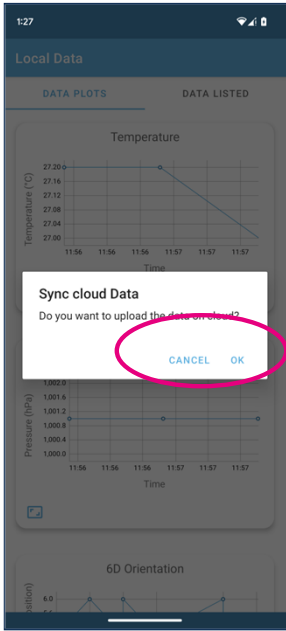 1:27
Local Data
DATA PLOTS DATA LISTED
Temperature
Temperature (°C)
27.20
27.16
27.12
27.08
27.04
27.00
11:56 11:56 11:56 11:57 11:57 11:57
Time
Sync cloud Data
Do you want to upload the data on cloud?
CANCEL OK
Pressure (hPa)
1,002.0
1,001.6
1,001.2
1,000.8
1,000.4
1,000.0
11:56 11:56 11:56 11:57 11:57 11:57
Time
6D Orientation
6.0